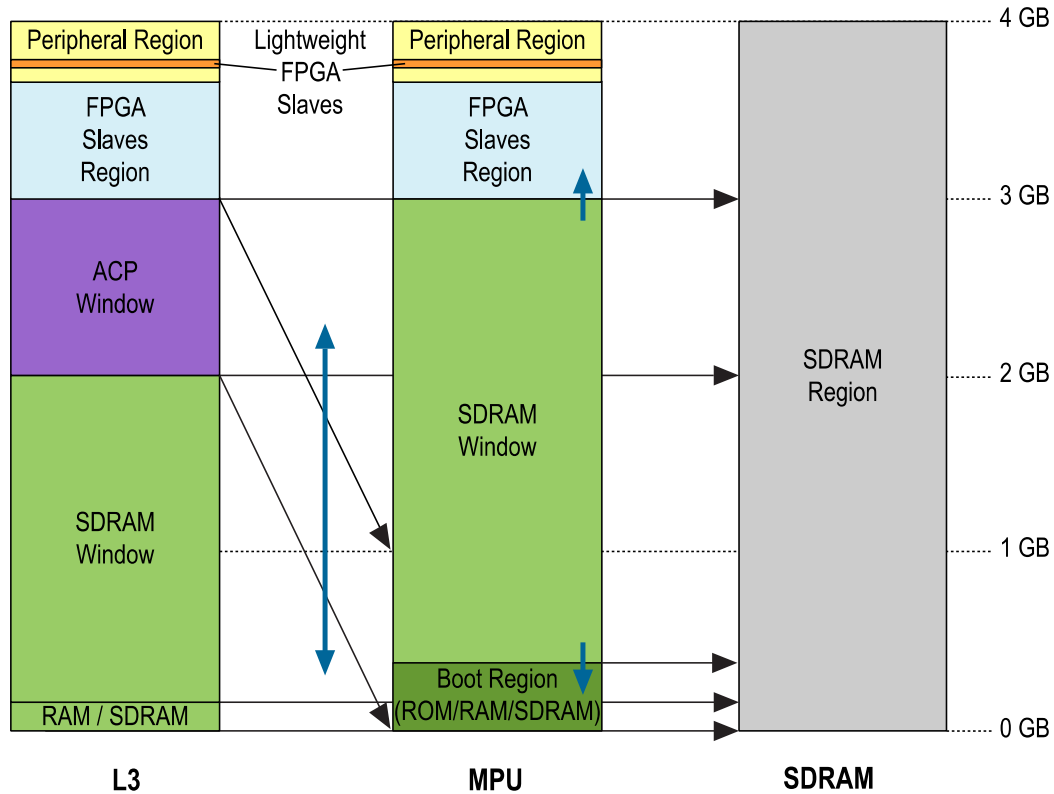 4 GB
Peripheral Region
Lightweight
FPGA
Slaves
Peripheral Region
FPGA
Slaves
Region
FPGA
Slaves
Region
3 GB
ACP
Window
SDRAM
Region
2 GB
SDRAM
Window
SDRAM
Window
1 GB
Boot Region
(ROM/RAM/SDRAM)
RAM / SDRAM
0 GB
L3
MPU
SDRAM